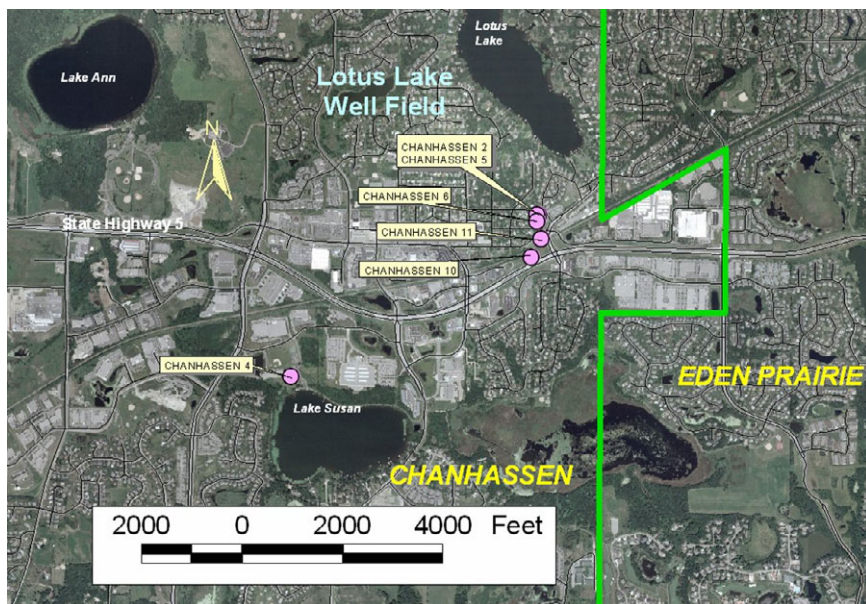 Lotus
Lake
Lake Ann
Lotus Lake
Well Field
N
CHANHASSEN 2
CHANHASSEN 5
CHANHASSEN 6
State Highway 5
CHANHASSEN 11
CHANHASSEN 10
CHANHASSEN 4
EDEN PRAIRIE
Lake Susan
CHANHASSEN
2000 0 2000 4000 Feet